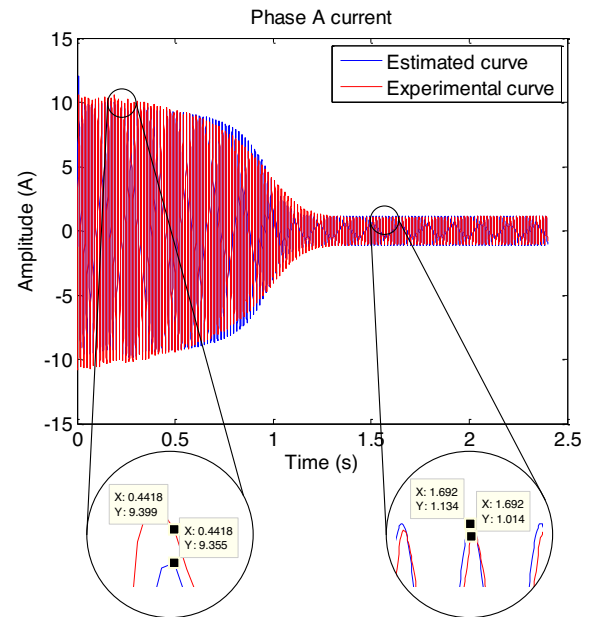 Phase A current
Estimated curve
Experimental curve
15
10
5
0
-5
-10
-15
Amplitude (A)
0
0.5
1
1.5
2
2.5
Time (s)
X: 0.4418
Y: 9.399
X: 0.4418
Y: 9.355
X: 1.692
Y: 1.134
X: 1.692
Y: 1.014